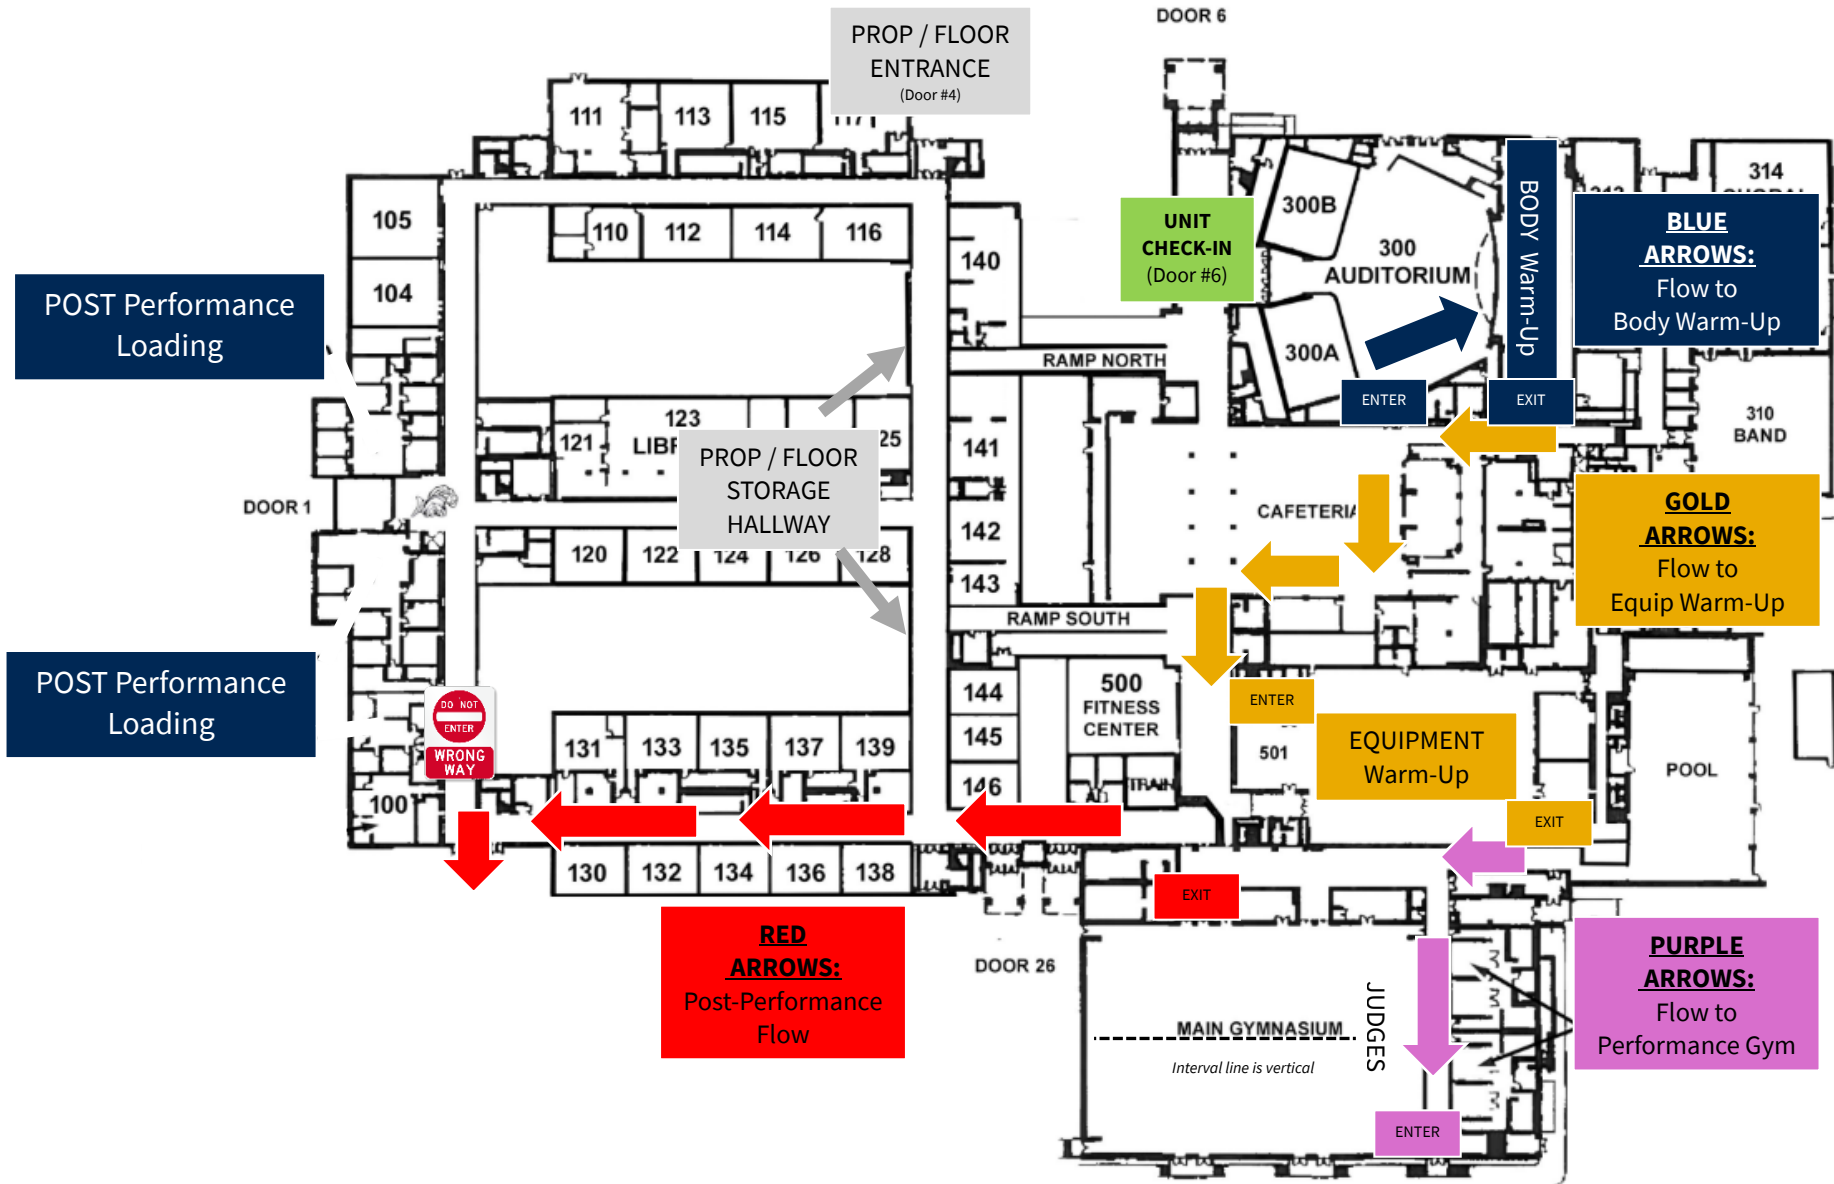 DOOR 6
PROP / FLOOR
ENTRANCE
(Door #4)
111
113
115
105
110
112
114
116
140
104
UNIT
CHECK-IN
(Door #6)
300B
300
AUDITORIUM
300A
BODY Warm-Up
314
BLUE
ARROWS:
Flow to
Body Warm-Up
POST Performance
Loading
RAMP NORTH
ENTER
EXIT
123
121
25
141
310
BAND
PROP / FLOOR
STORAGE
HALLWAY
DOOR 1
142
CAFETERIA
GOLD
ARROWS:
Flow to
Equip Warm-Up
120
122
124
126
128
143
RAMP SOUTH
POST Performance
Loading
DO NOT
ENTER
WRONG
WAY
144
500
FITNESS
CENTER
ENTER
131
133
135
137
139
145
501
EQUIPMENT
Warm-Up
POOL
100
146
TRAIN
EXIT
130
132
134
136
138
EXIT
RED
ARROWS:
Post-Performance
Flow
DOOR 26
MAIN GYMNASIUM
Interval line is vertical
JUDGES
PURPLE
ARROWS:
Flow to
Performance Gym
ENTER